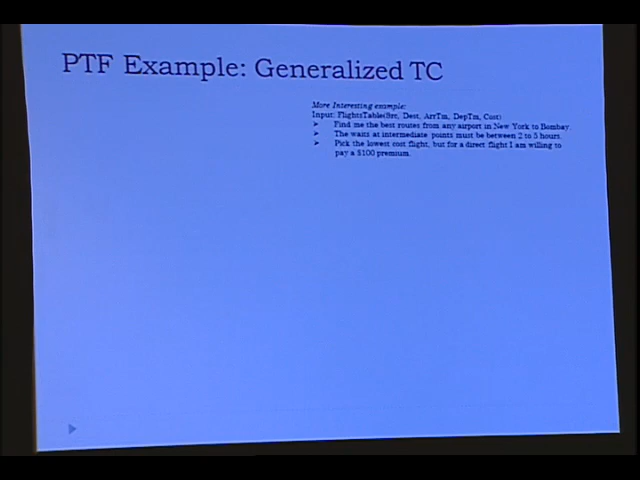 PTF Example: Generalized TC
More Interesting example:
Input: FlightsTable(Src, Dest, ArrTm, DepTm, Cost)
➢ Find me the best routes from any airport in New York to Bombay.
➢ The waits at intermediate points must be between 2 to 5 hours.
➢ Pick the lowest cost flight, but for a direct flight I am willing to
pay a $100 premium.